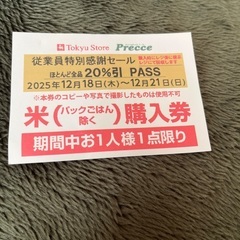 Tokyu Store Precce
従業員特別感謝セール
ほとんど全品 20%引 PASS
2025年12月18日(木)~12月21日(日)
※本券のコピーや写真で撮影したものは使用不可
米(パックごはん除く)購入券
期間中お1人様1点限り